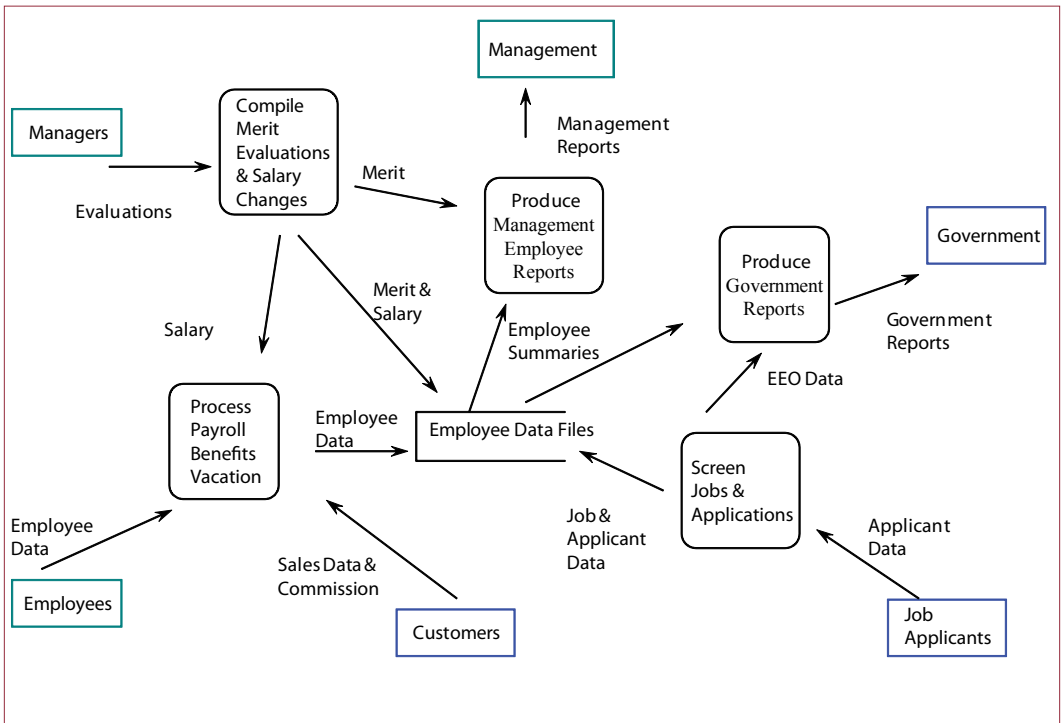 Management
Managers
Compile
Merit
Evaluations
& Salary
Changes
Management
Reports
Merit
Evaluations
Produce
Management
Employee
Reports
Government
Produce
Government
Reports
Merit &
Salary
Salary
Employee
Summaries
Government
Reports
EEO Data
Process
Payroll
Benefits
Vacation
Employee
Data
Employee Data Files
Screen
Jobs &
Applications
Employee
Data
Job &
Applicant
Data
Applicant
Data
Sales Data &
Commission
Employees
Customers
Job
Applicants